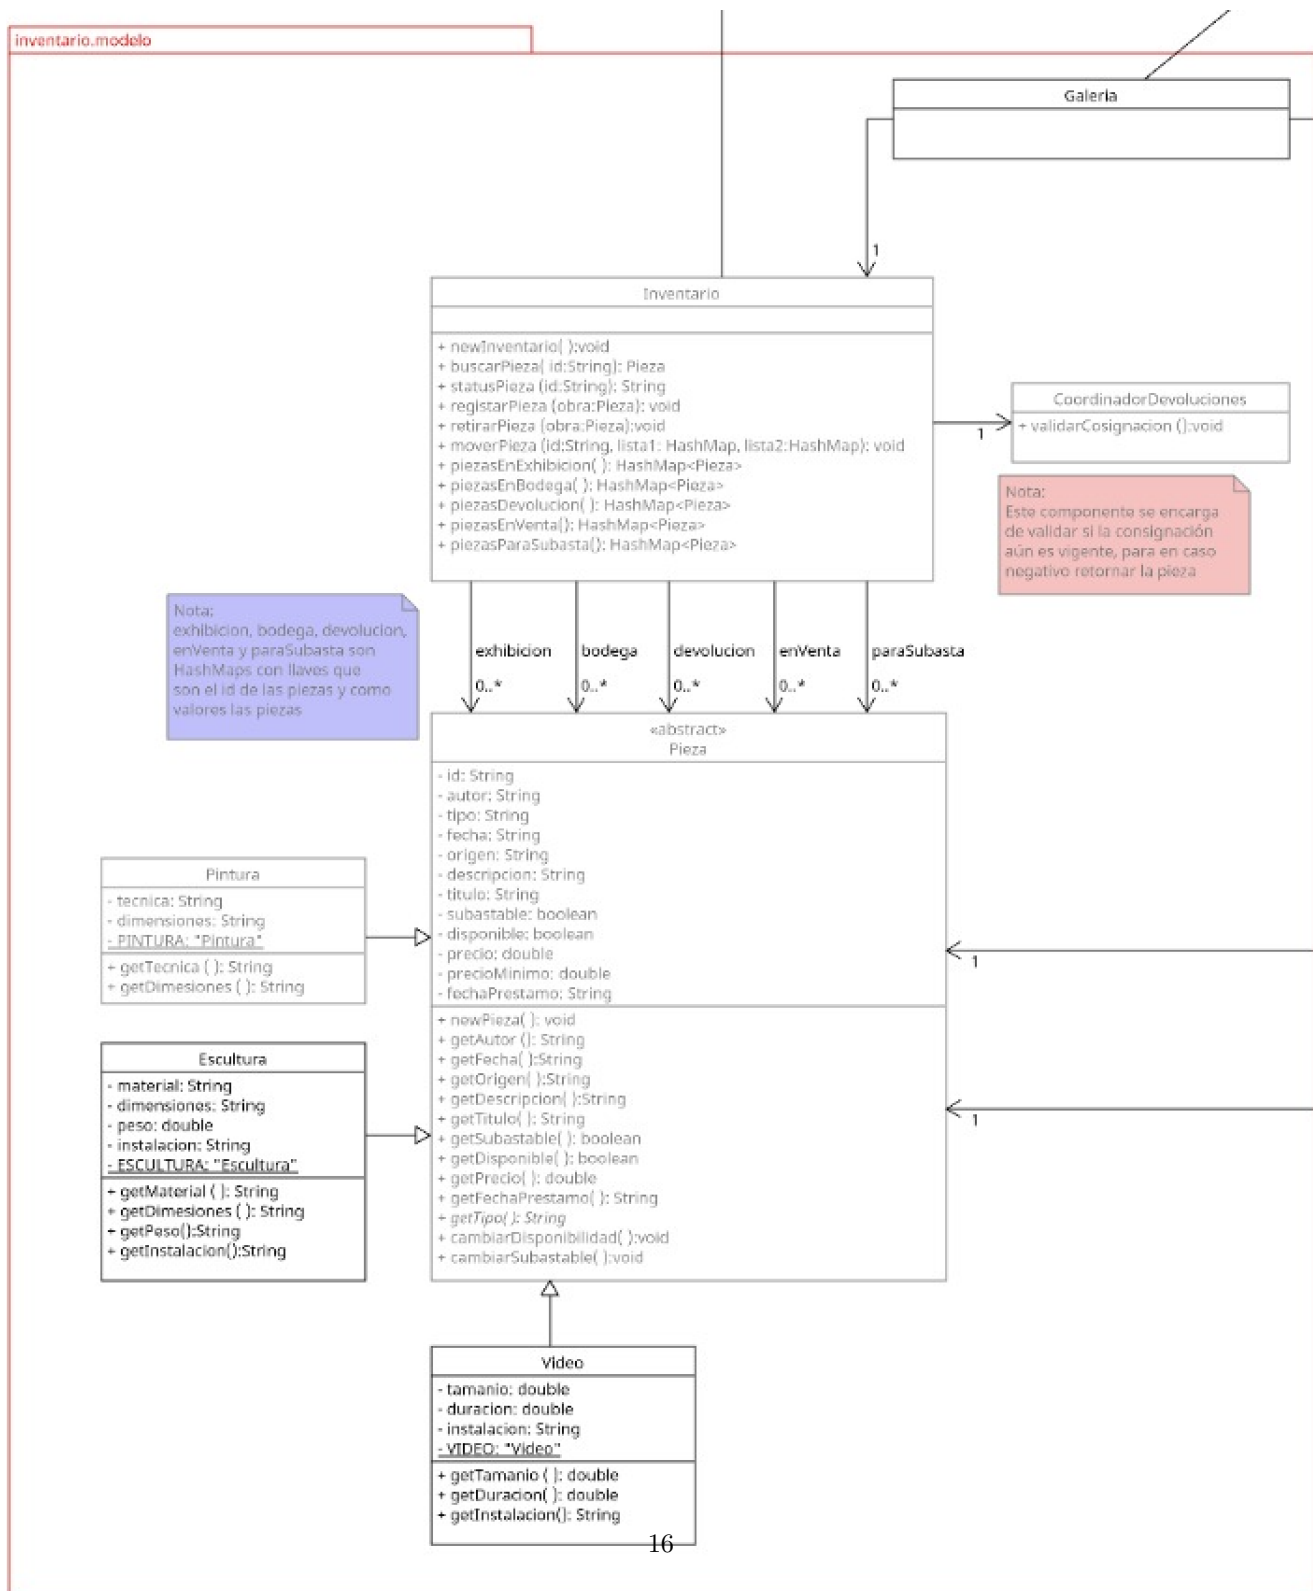 inventario.modelo
Galería
1
Inventario
+ newInventario( ):void
+ buscarPieza( id:String): Pieza
+ statusPieza (id:String): String
+ registarPieza (obra:Pieza): void
+ retirarPieza (obra:Pieza):void
+ moverPieza (id:String, lista1: HashMap, lista2:HashMap): void
+ piezasEnExhibicion( ): HashMap<Pieza>
+ piezasEnBodega( ): HashMap<Pieza>
+ piezasDevolucion( ): HashMap<Pieza>
+ piezasEnVenta(): HashMap<Pieza>
+ piezasParaSubasta(): HashMap<Pieza>
1
CoordinadorDevoluciones
+ validarCosignacion ():void
Nota:
Este componente se encarga
de validar si la consignación
aún es vigente, para en caso
negativo retornar la pieza
Nota:
exhibicion, bodega, devolucion,
enVenta y paraSubasta son
HashMaps con llaves que
son el id de las piezas y como
valores las piezas
exhibicion bodega devolucion enVenta paraSubasta
0..* 0..* 0..* 0..* 0..*
«abstract»
Pieza
- id: String
- autor: String
- tipo: String
- fecha: String
- origen: String
- descripcion: String
- titulo: String
- subastable: boolean
- disponible: boolean
- precio: double
- precioMinimo: double
- fechaPrestamo: String
+ newPieza( ): void
+ getAutor (): String
+ getFecha( ):String
+ getOrigen( ):String
+ getDescripcion( ):String
+ getTitulo( ): String
+ getSubastable( ): boolean
+ getDisponible( ): boolean
+ getPrecio( ): double
+ getFechaPrestamo( ): String
+ getTipo( ): String
+ cambiarDisponibilidad( ):void
+ cambiarSubastable( ):void
1
1
Pintura
- tecnica: String
- dimensiones: String
- PINTURA: "Pintura"
+ getTecnica ( ): String
+ getDimesiones ( ): String
Escultura
- material: String
- dimensiones: String
- peso: double
- instalacion: String
- ESCULTURA: "Escultura"
+ getMaterial ( ): String
+ getDimesiones ( ): String
+ getPeso():String
+ getInstalacion():String
Video
- tamanio: double
- duracion: double
- instalacion: String
- VIDEO: "Video"
+ getTamanio ( ): double
+ getDuracion( ): double
+ getInstalacion(): String
16